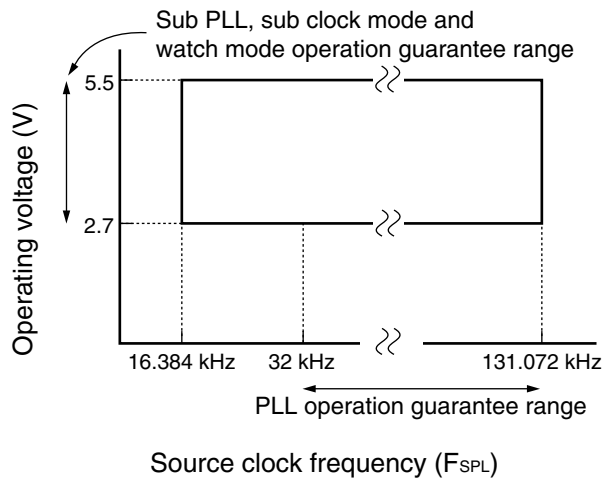 Sub PLL, sub clock mode and
watch mode operation guarantee range
5.5
Operating voltage (V)
2.7
16.384 kHz
32 kHz
131.072 kHz
PLL operation guarantee range
Source clock frequency (FSPL)